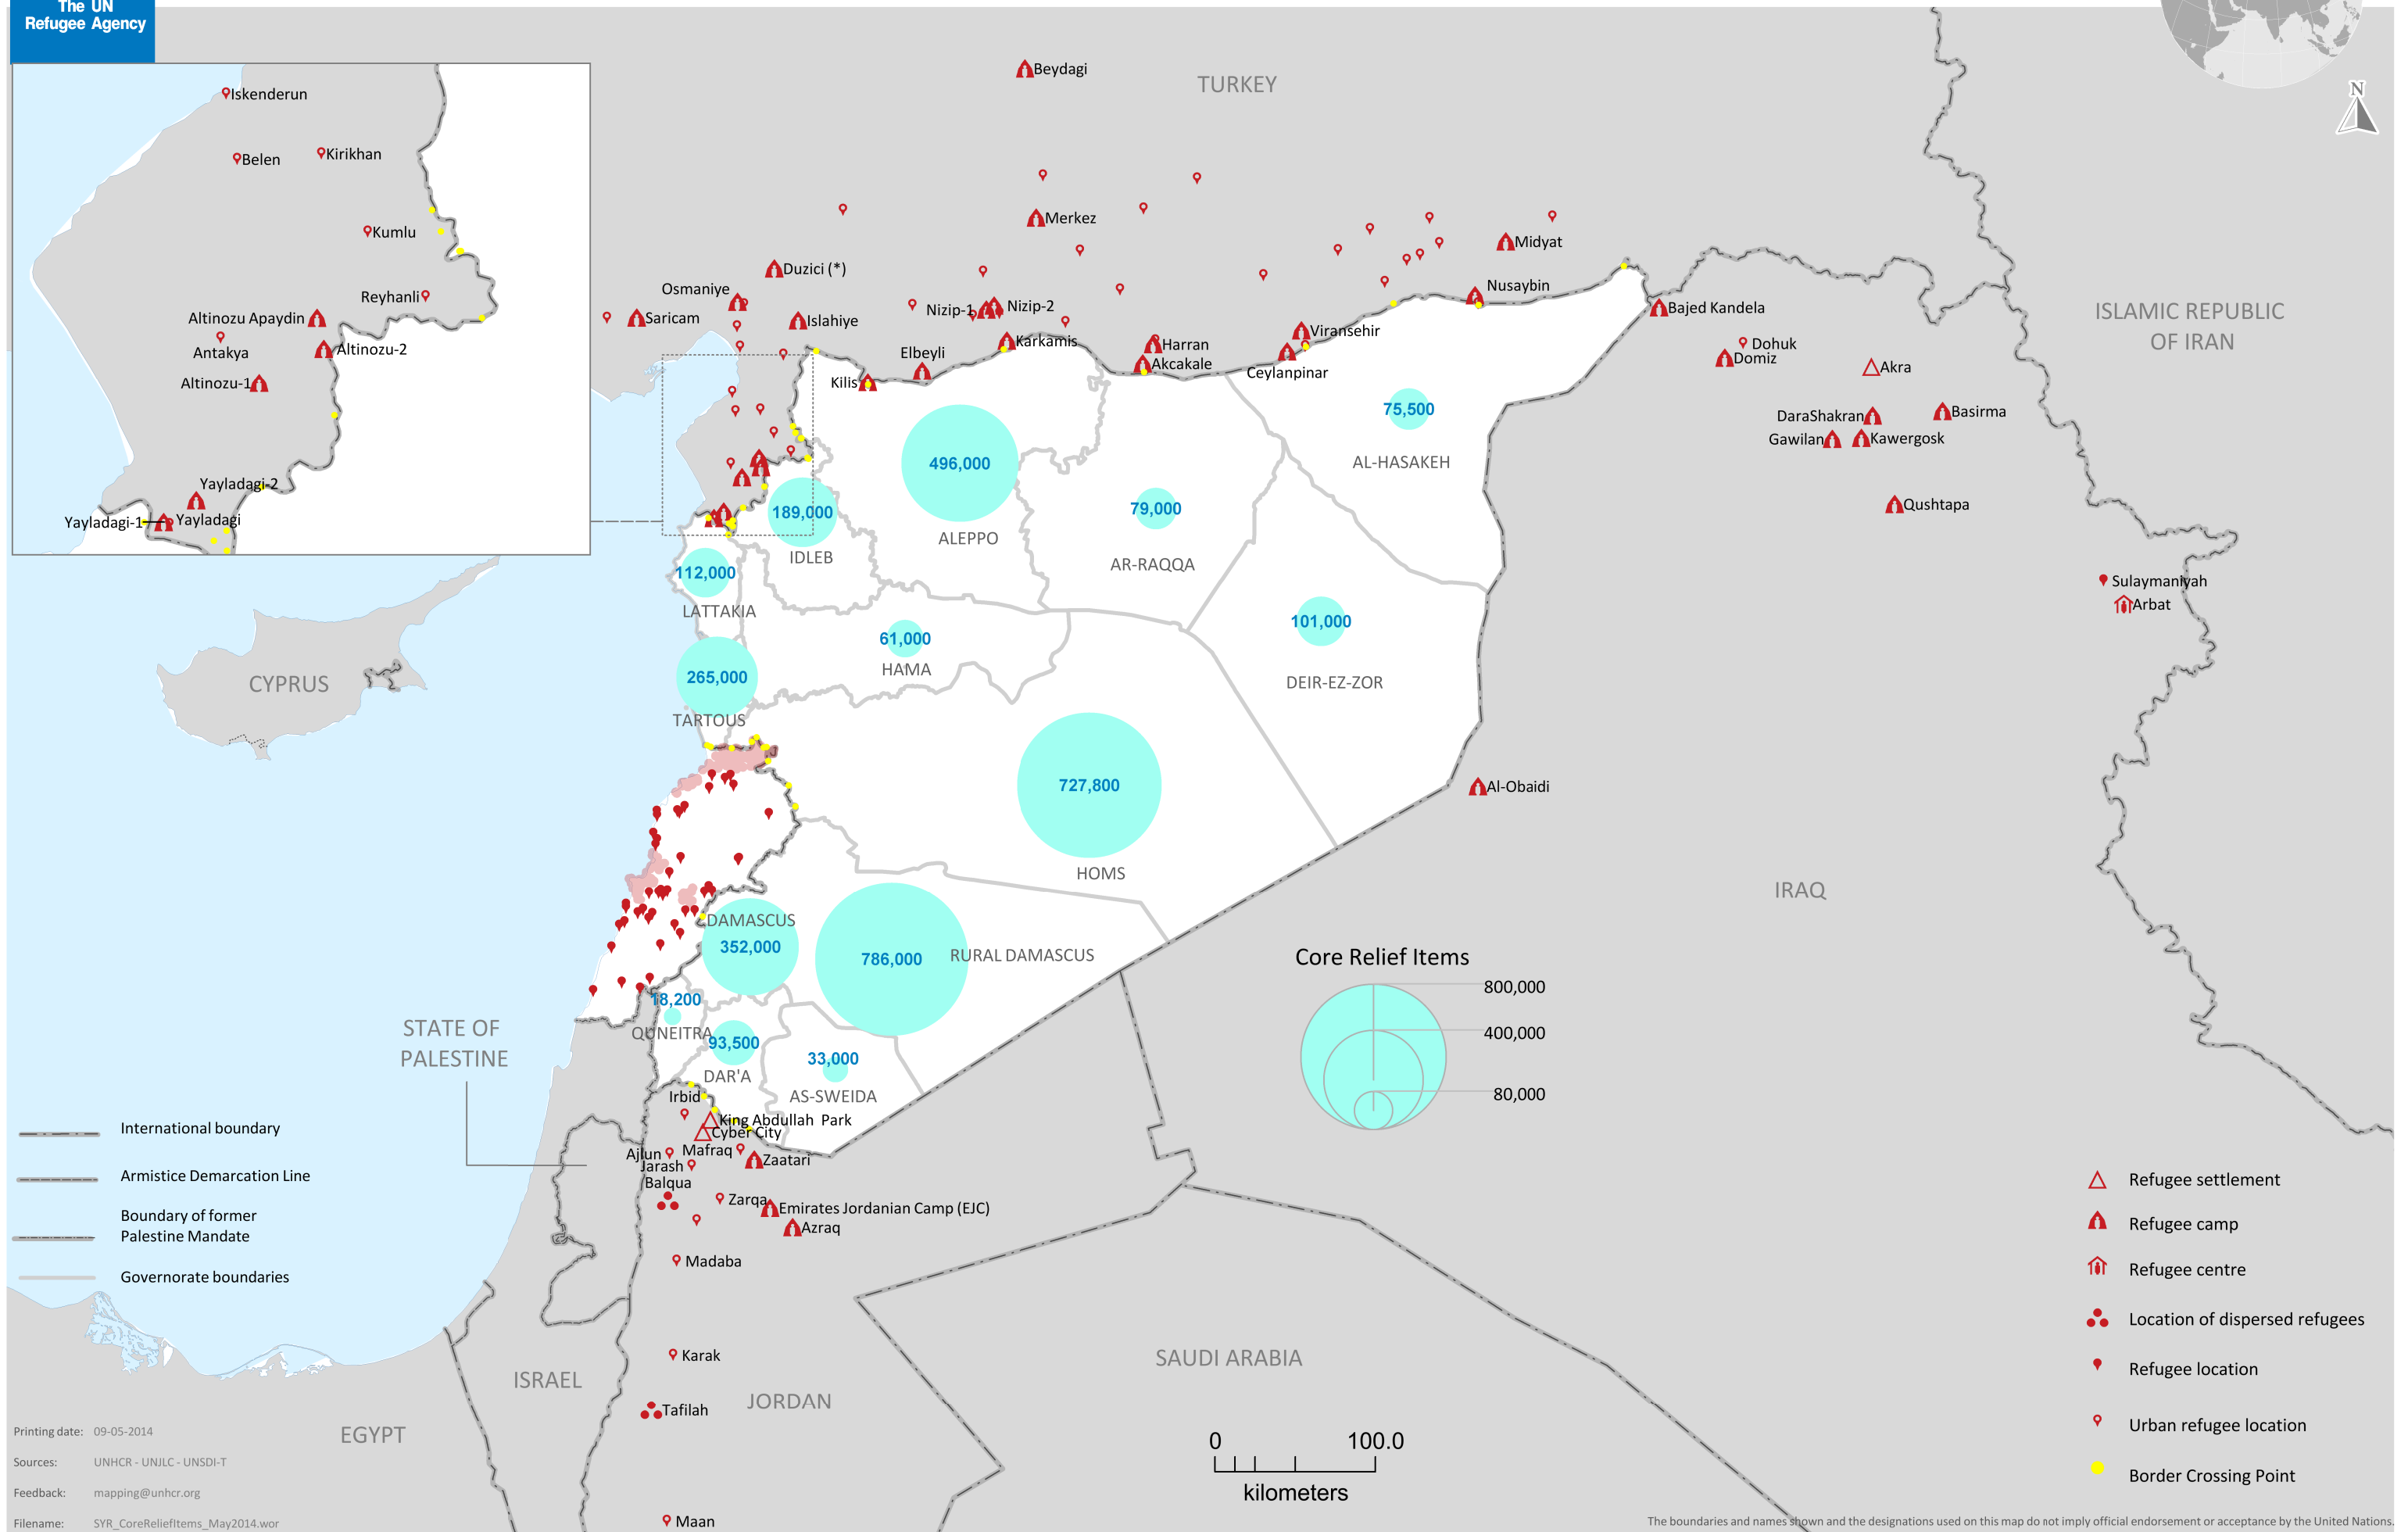 The UN
Refugee Agency
Iskenderun
Belen
Kirikhan
Kumlu
Reyhanli
Altinozu Apaydin
Antakya
Altinozu-2
Altinozu-1
Yayladagi-2
Yayladagi-1
Yayladagi
Beydagi
TURKEY
N
Merkez
Midyat
Duzici (*)
Osmaniye
Saricam
Islahiye
Nizip-1
Nizip-2
Karkamis
Elbeyli
Kilis
Harran
Akcakale
Viransehir
Ceylanpinar
Nusaybin
Bajed Kandela
Dohuk
Domiz
Akra
DaraShakran
Basirma
Gawilan
Kawergosk
Qushtapa
Sulaymaniyah
Arbat
ISLAMIC REPUBLIC
OF IRAN
75,500
AL-HASAKEH
496,000
ALEPPO
79,000
AR-RAQQA
189,000
IDLEB
112,000
LATTAKIA
101,000
DEIR-EZ-ZOR
61,000
HAMA
265,000
TARTOUS
CYPRUS
727,800
HOMS
Al-Obaidi
IRAQ
DAMASCUS
352,000
786,000
RURAL DAMASCUS
18,200
QUNEITRA
93,500
DAR'A
33,000
AS-SWEIDA
Core Relief Items
800,000
400,000
80,000
STATE OF
PALESTINE
Irbid
King Abdullah Park
Cyber City
Ajlun
Mafraq
Jarash
Zaatari
Balqua
Zarqa
Emirates Jordanian Camp (EJC)
Azraq
Madaba
Karak
Tafilah
Maan
ISRAEL
JORDAN
EGYPT
SAUDI ARABIA
International boundary
Armistice Demarcation Line
Boundary of former
Palestine Mandate
Governorate boundaries
Refugee settlement
Refugee camp
Refugee centre
Location of dispersed refugees
Refugee location
Urban refugee location
Border Crossing Point
0 100.0
kilometers
Printing date: 09-05-2014
Sources: UNHCR - UNJLC - UNSDI-T
Feedback: mapping@unhcr.org
Filename: SYR_CoreReliefItems_May2014.wor
The boundaries and names shown and the designations used on this map do not imply official endorsement or acceptance by the United Nations.